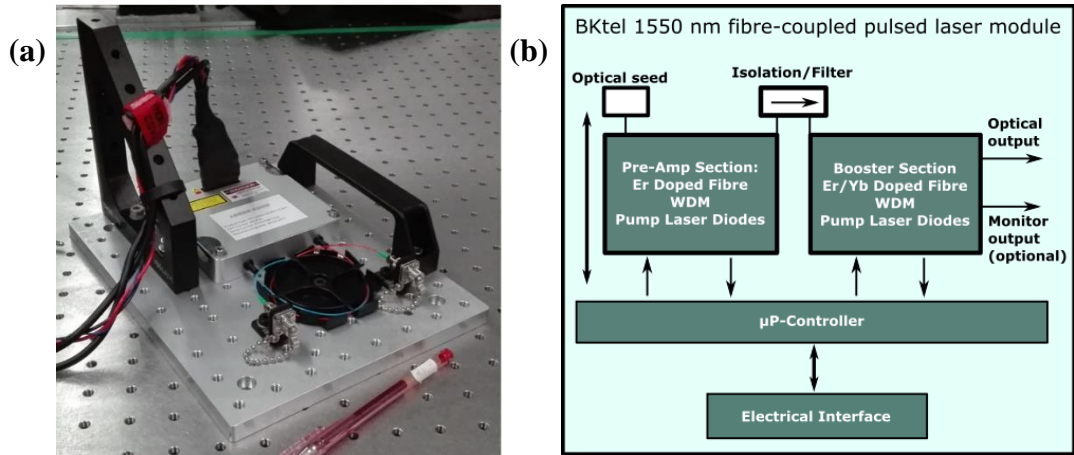 (a)
(b)
BKtel 1550 nm fibre-coupled pulsed laser module
Optical seed
Isolation/Filter
Pre-Amp Section:
Er Doped Fibre
WDM
Pump Laser Diodes
Booster Section
Er/Yb Doped Fibre
WDM
Pump Laser Diodes
Optical
output
Monitor
output
(optional)
µP-Controller
Electrical Interface